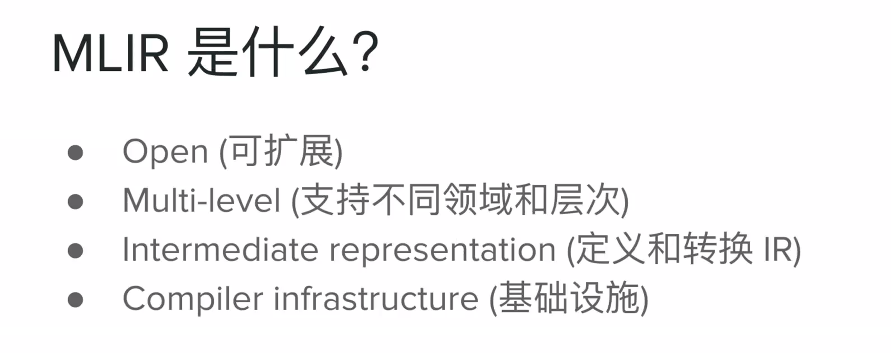 MLIR 是什么?
● Open (可扩展)
● Multi-level (支持不同领域和层次)
● Intermediate representation (定义和转换 IR)
● Compiler infrastructure (基础设施)